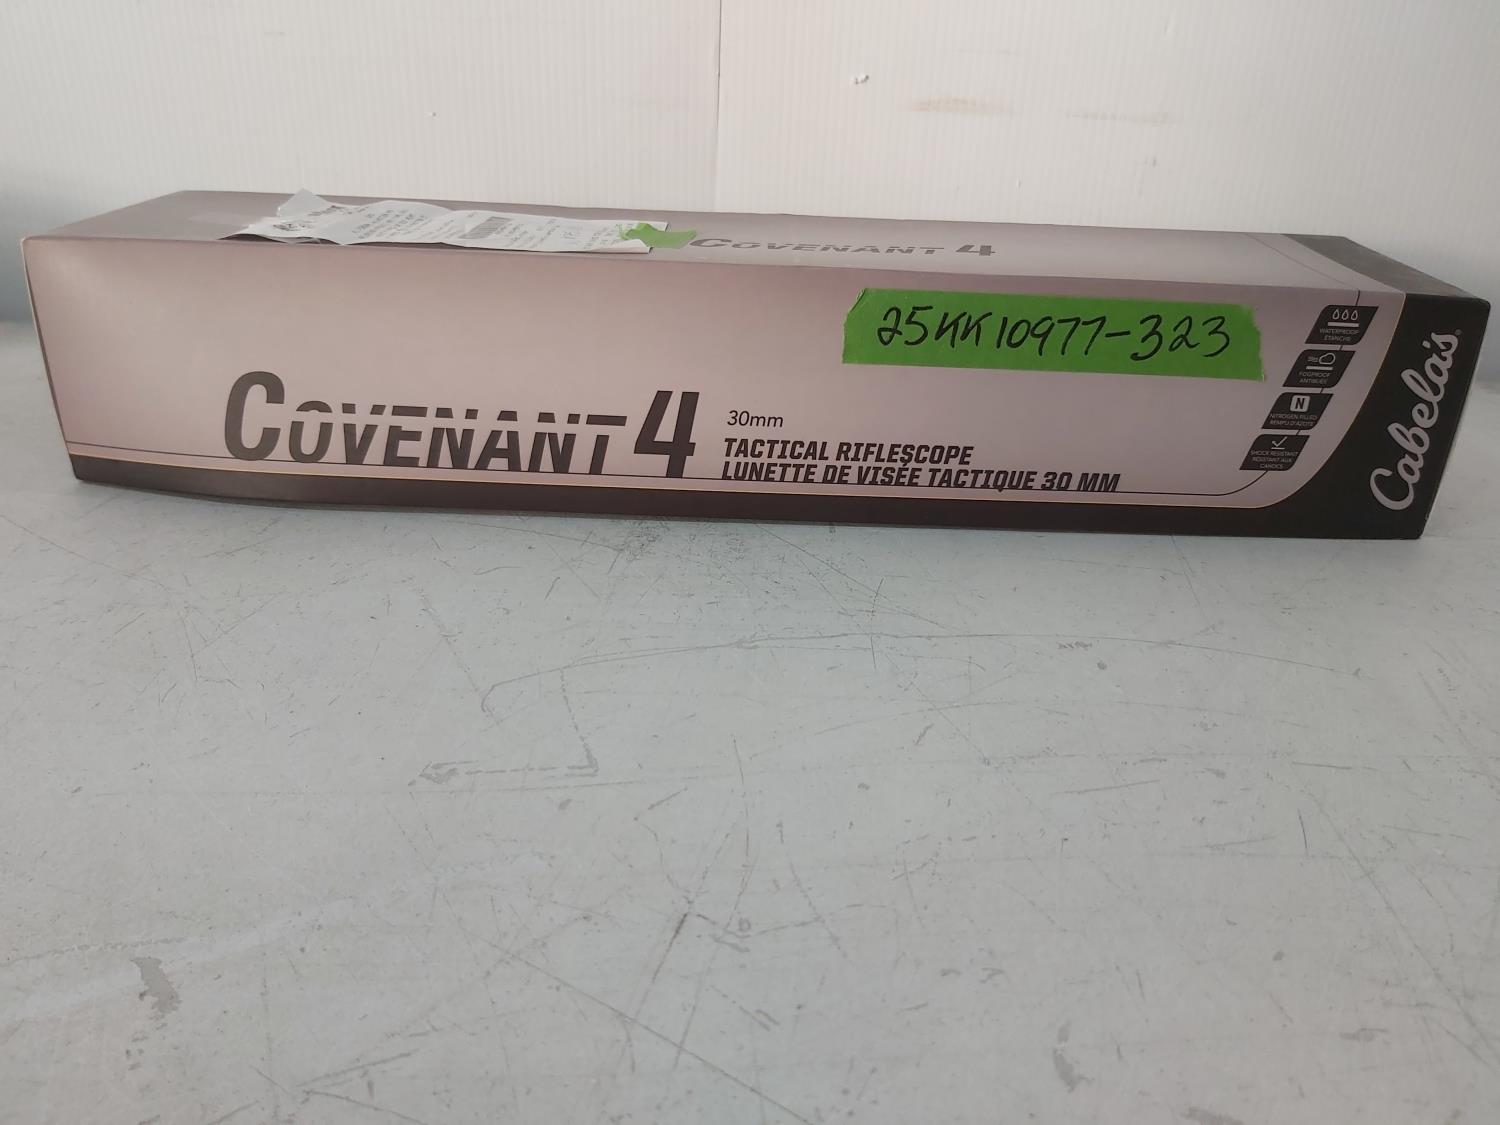 COVENANT 4
25KK10977-323
COVENANT 4
30mm
TACTICAL RIFLESCOPE
LUNETTE DE VISÉE TACTIQUE 30 MM
WATERPROOF
ÉTANCHE
FOGPROOF
ANTIBUÉE
N
NITROGEN FILLED
REMPLI D'AZOTE
SHOCK RESISTANT
RÉSISTANT AUX
CAHOCS
Cabela's